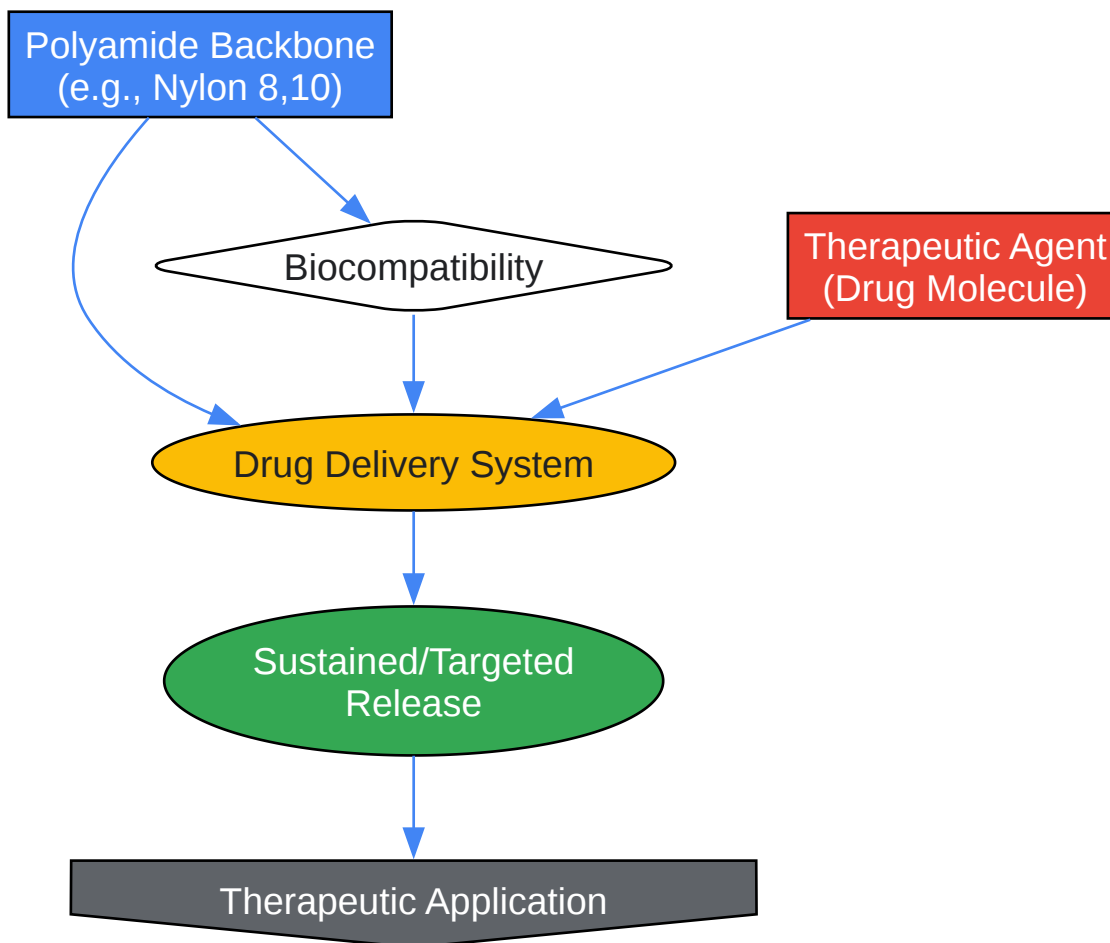 Polyamide Backbone
(e.g., Nylon 8,10)
Biocompatibility
Therapeutic Agent
(Drug Molecule)
Drug Delivery System
Sustained/Targeted
Release
Therapeutic Application